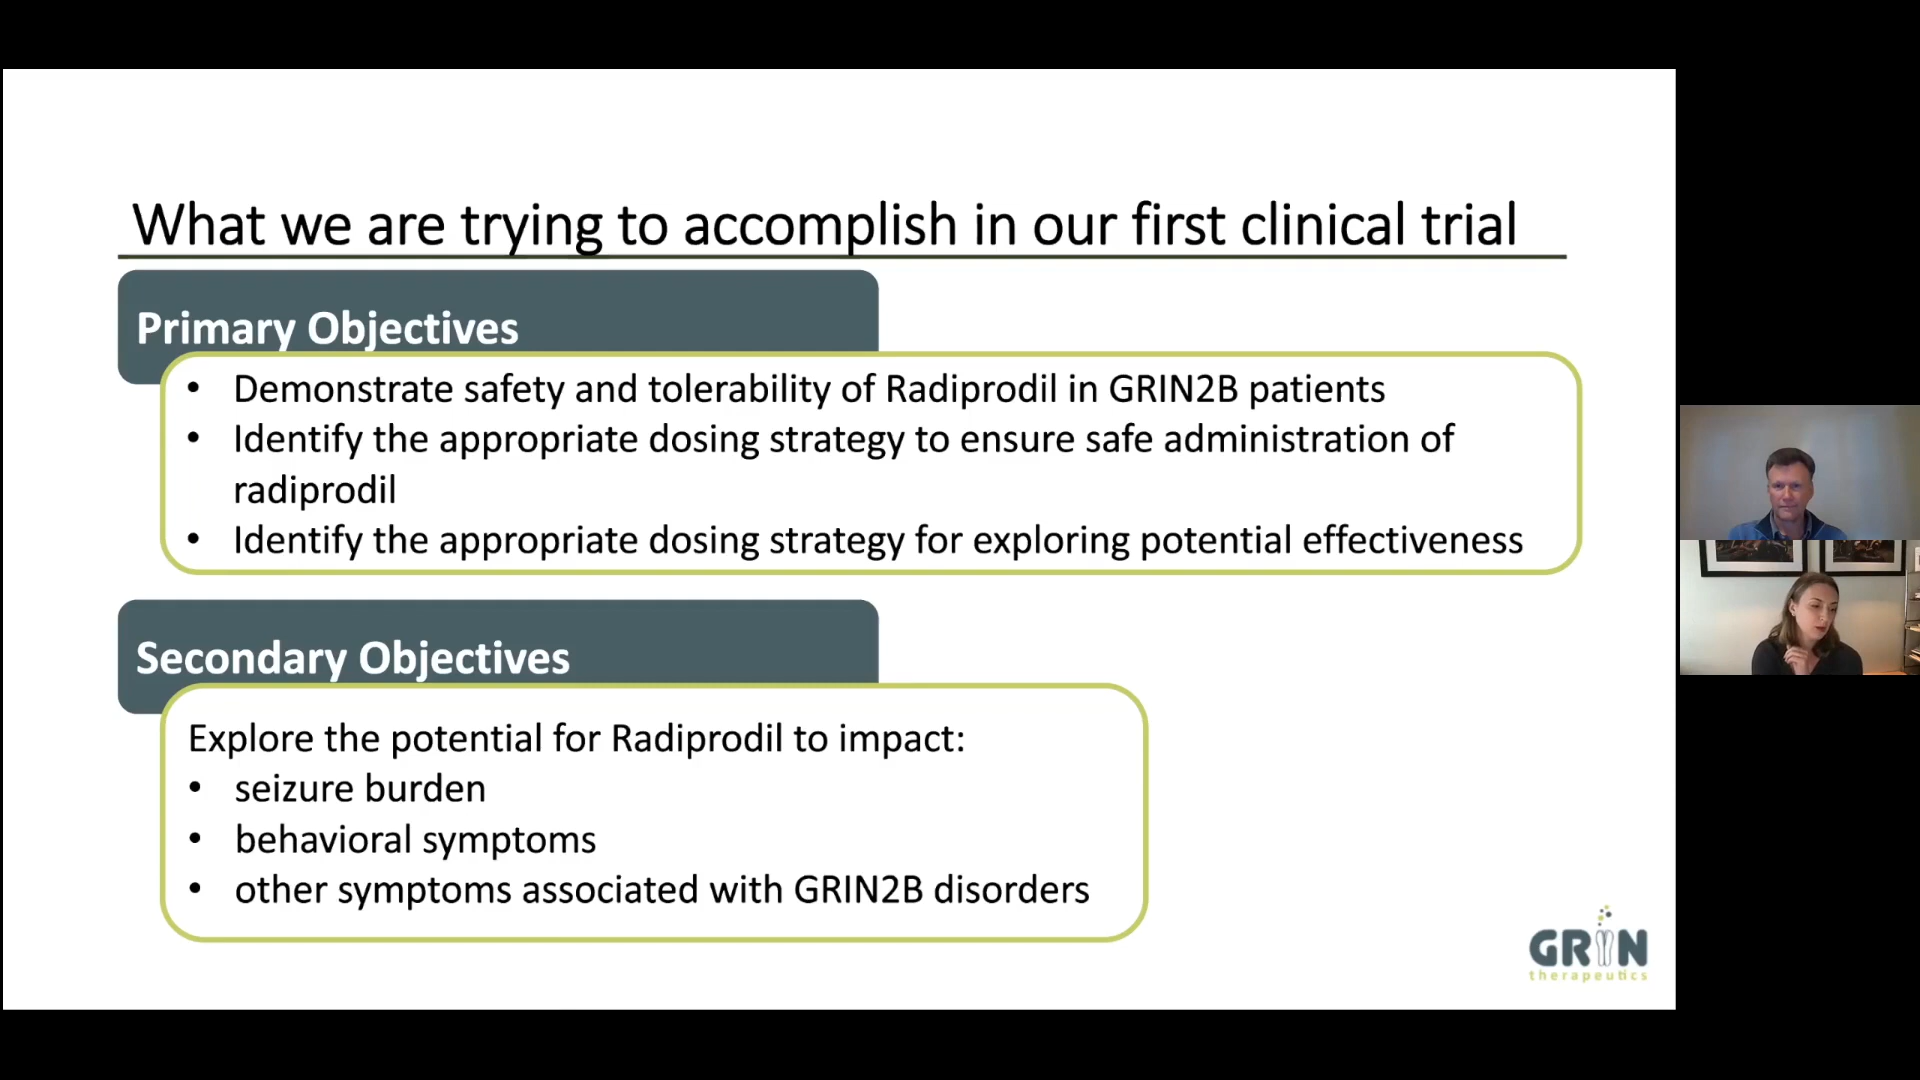 What we are trying to accomplish in our first clinical trial
Primary Objectives
• Demonstrate safety and tolerability of Radiprodil in GRIN2B patients
• Identify the appropriate dosing strategy to ensure safe administration of
radiprodil
• Identify the appropriate dosing strategy for exploring potential effectiveness
Secondary Objectives
Explore the potential for Radiprodil to impact:
• seizure burden
• behavioral symptoms
• other symptoms associated with GRIN2B disorders
GRIN
therapeutics